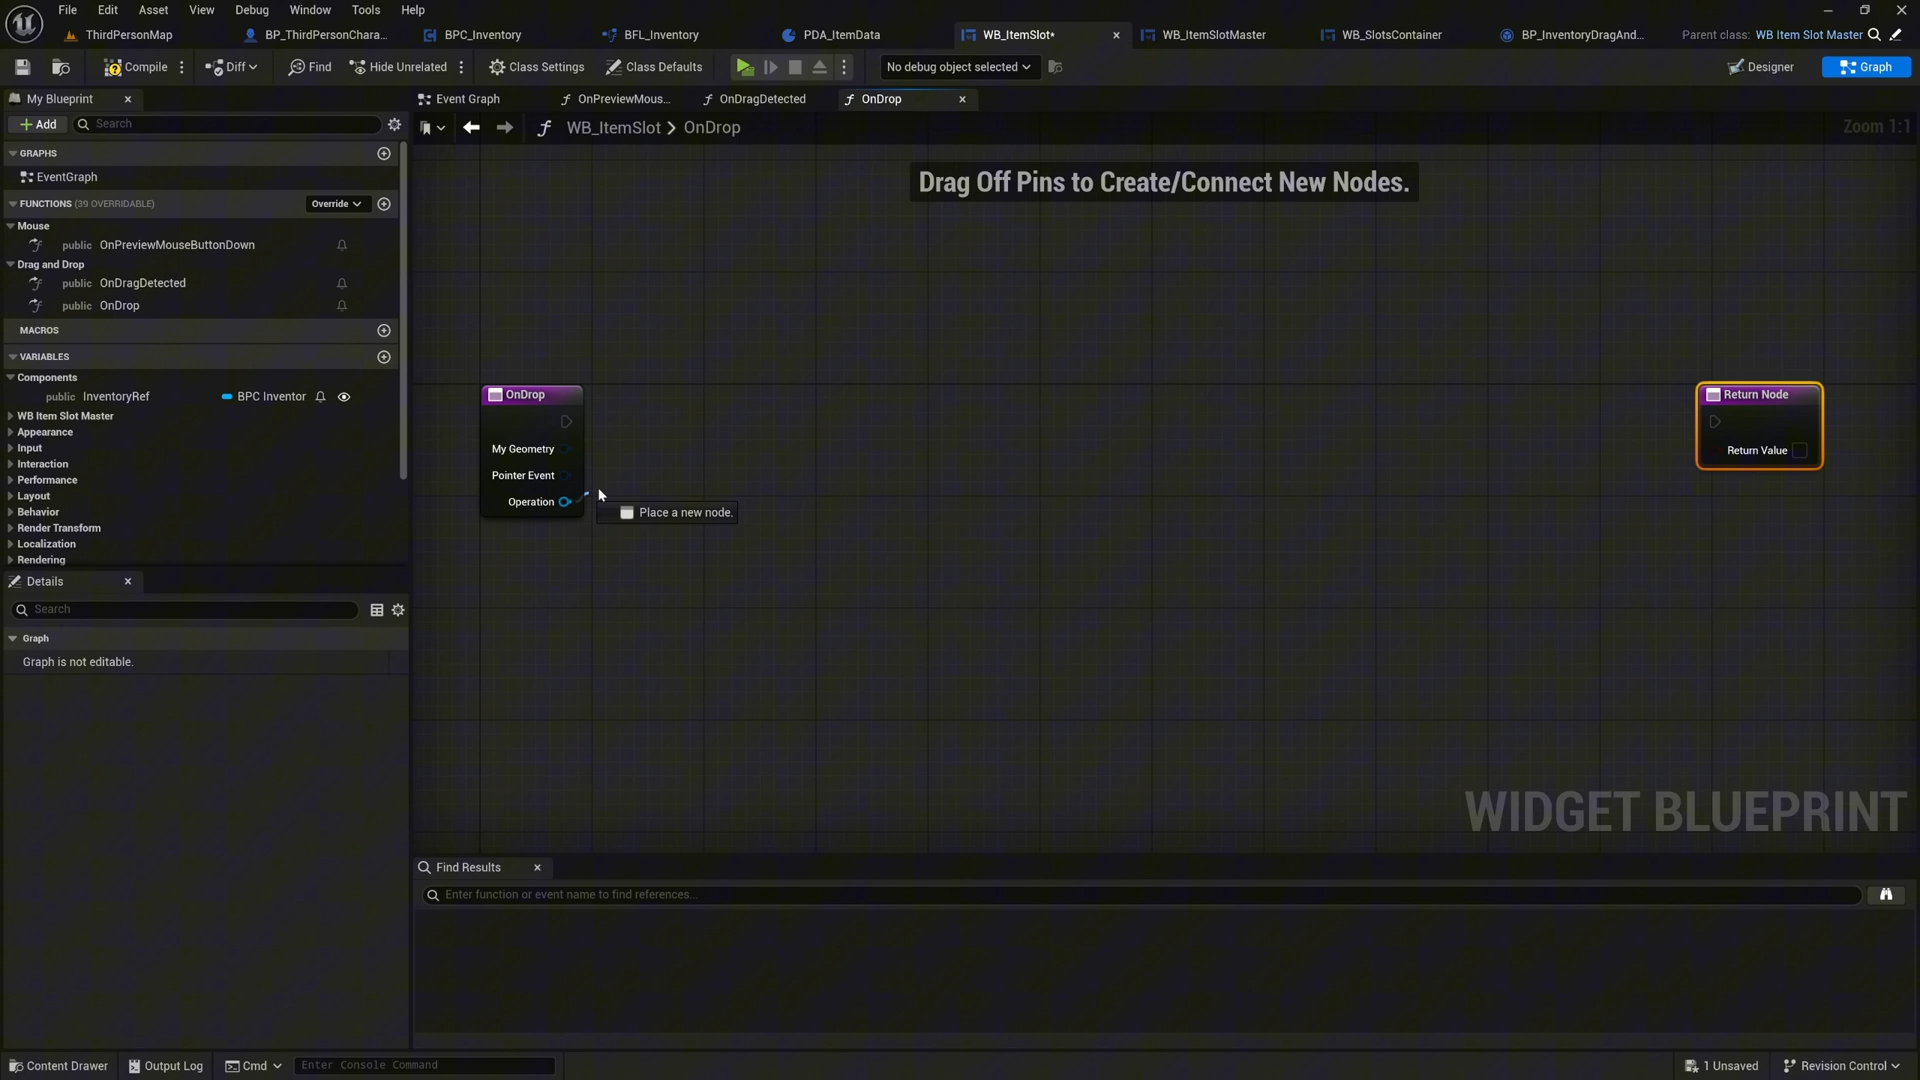 File Edit Asset View Debug Window Tools Help
ThirdPersonMap BP_ThirdPersonChara... BPC_Inventory BFL_Inventory PDA_ItemData WB_ItemSlot* WB_ItemSlotMaster WB_SlotsContainer BP_InventoryDragAnd... Parent class: WB Item Slot Master
Compile Diff Find Hide Unrelated Class Settings Class Defaults No debug object selected Designer Graph
My Blueprint
Add Search
GRAPHS
EventGraph
FUNCTIONS (39 OVERRIDABLE) Override
Mouse
public OnPreviewMouseButtonDown
Drag and Drop
public OnDragDetected
public OnDrop
MACROS
VARIABLES
Components
public InventoryRef BPC Inventor
WB Item Slot Master
Appearance
Input
Interaction
Performance
Layout
Behavior
Render Transform
Localization
Rendering
Details
Search
Graph
Graph is not editable.
Event Graph OnPreviewMous... OnDragDetected OnDrop
WB_ItemSlot > OnDrop Zoom 1:1
Drag Off Pins to Create/Connect New Nodes.
OnDrop
My Geometry
Pointer Event
Operation
Place a new node.
Return Node
Return Value
WIDGET BLUEPRINT
Find Results
Enter function or event name to find references...
Content Drawer Output Log Cmd Enter Console Command 1 Unsaved Revision Control